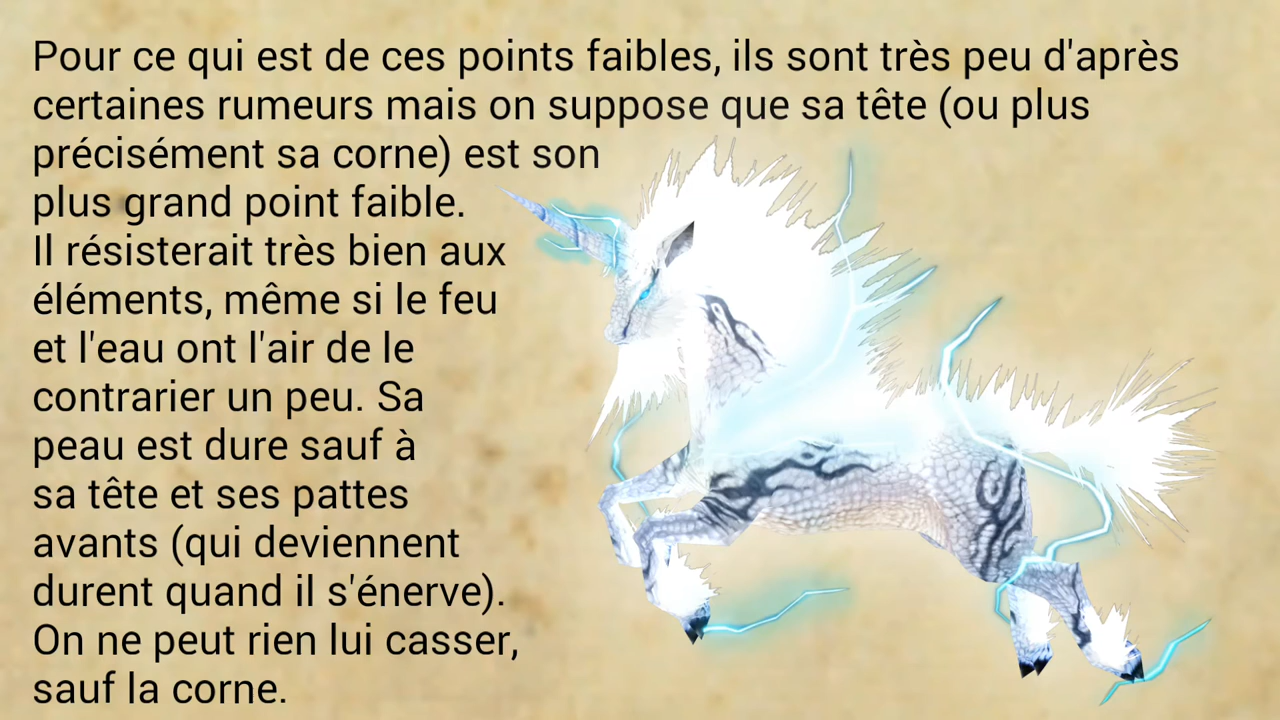 Pour ce qui est de ces points faibles, ils sont très peu d'après
certaines rumeurs mais on suppose que sa tête (ou plus
précisément sa corne) est son
plus grand point faible.
Il résisterait très bien aux
éléments, même si le feu
et l'eau ont l'air de le
contrarier un peu. Sa
peau est dure sauf à
sa tête et ses pattes
avants (qui deviennent
durent quand il s'énerve).
On ne peut rien lui casser,
sauf la corne.